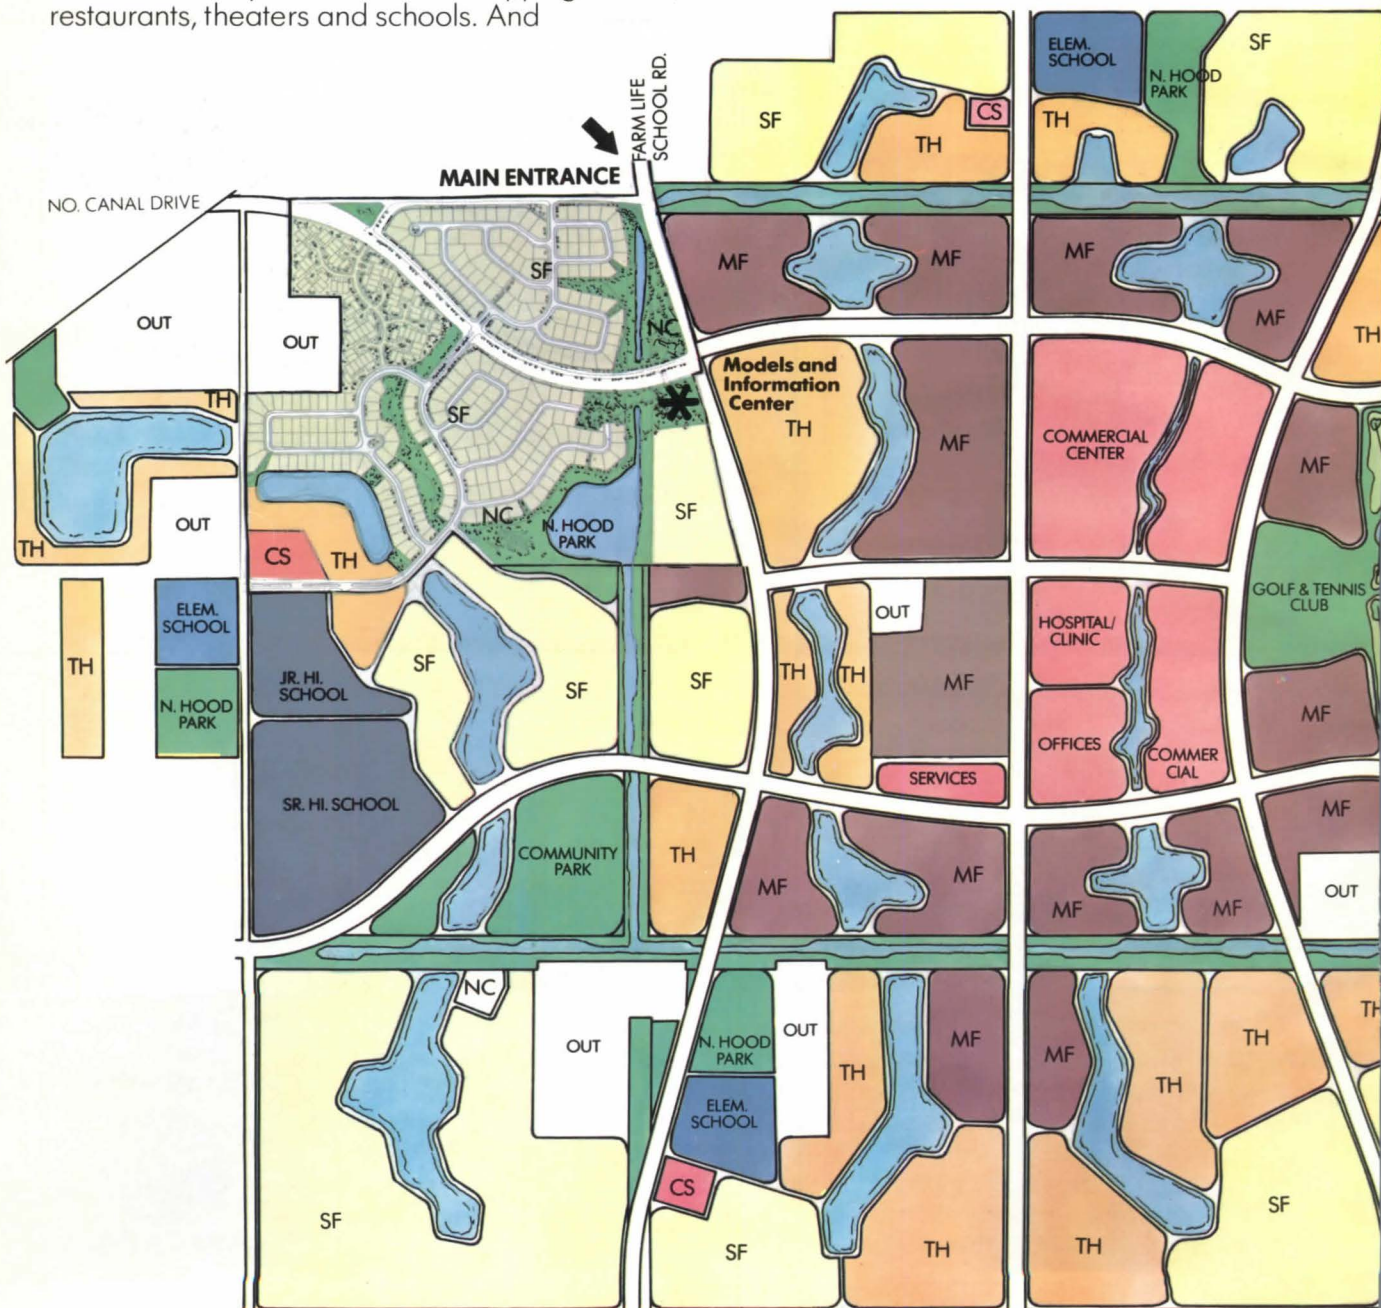 restaurants, theaters and schools. And
FARM LIFE
SCHOOL RD.
MAIN ENTRANCE
NO. CANAL DRIVE
ELEM.
SCHOOL
N. HOOD
PARK
SF
SF
CS
TH
TH
MF
MF
MF
MF
SF
NC
OUT
OUT
TH
Models and
Information
Center
TH
MF
COMMERCIAL
CENTER
TH
SF
MF
OUT
TH
CS
TH
NC
N. HOOD
PARK
SF
GOLF & TENNIS
CLUB
TH
ELEM.
SCHOOL
N. HOOD
PARK
JR. HI.
SCHOOL
SF
SF
SF
TH
TH
OUT
MF
HOSPITAL/
CLINIC
OFFICES
COMMER
CIAL
MF
SERVICES
SR. HI. SCHOOL
COMMUNITY
PARK
TH
MF
MF
MF
MF
MF
OUT
NC
OUT
N. HOOD
PARK
OUT
TH
MF
MF
TH
TH
TH
ELEM.
SCHOOL
CS
SF
SF
TH
TH
SF